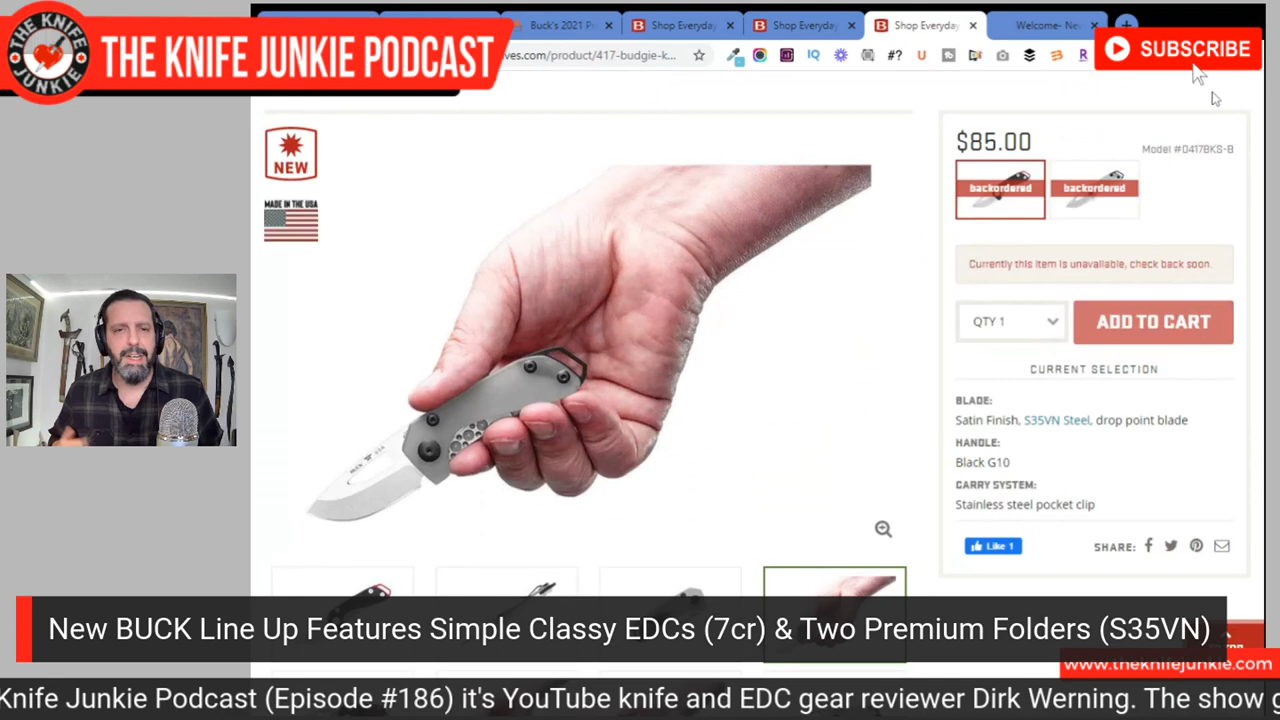 THE KNIFE JUNKIE
THE KNIFE JUNKIE PODCAST
Buck's 2021 P
Shop Everyday
Shop Everyday
Shop Everyday
Welcome- Ne
ves.com/product/417-budgie-k...
IQ
#?
SUBSCRIBE
NEW
MADE IN THE USA
$85.00
Model #0417BKS-B
backordered
backordered
Currently this item is unavailable, check back soon.
QTY 1
ADD TO CART
CURRENT SELECTION
BLADE:
Satin Finish, S35VN Steel, drop point blade
HANDLE:
Black G10
CARRY SYSTEM:
Stainless steel pocket clip
Like 1
SHARE:
BUCK
USA
New BUCK Line Up Features Simple Classy EDCs (7cr) & Two Premium Folders (S35VN)
www.theknifejunkie.com
Knife Junkie Podcast (Episode #186) it's YouTube knife and EDC gear reviewer Dirk Werning. The show g